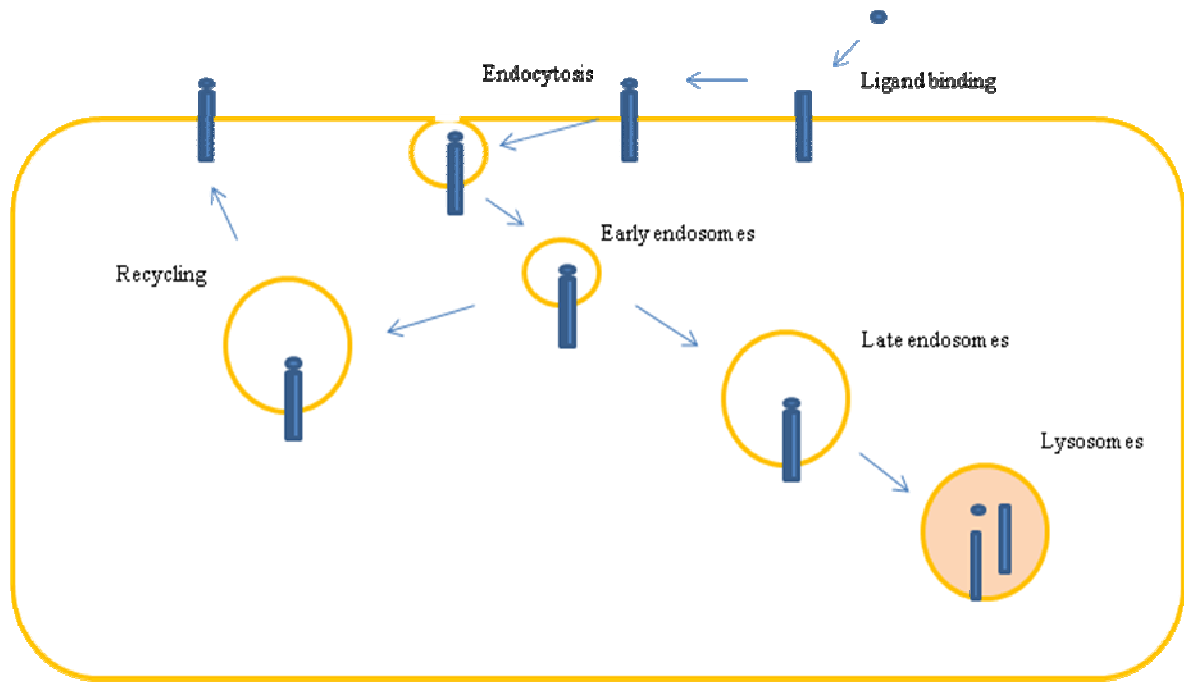 Endocytosis
Ligand binding
Early endosomes
Recycling
Late endosomes
Lysosomes